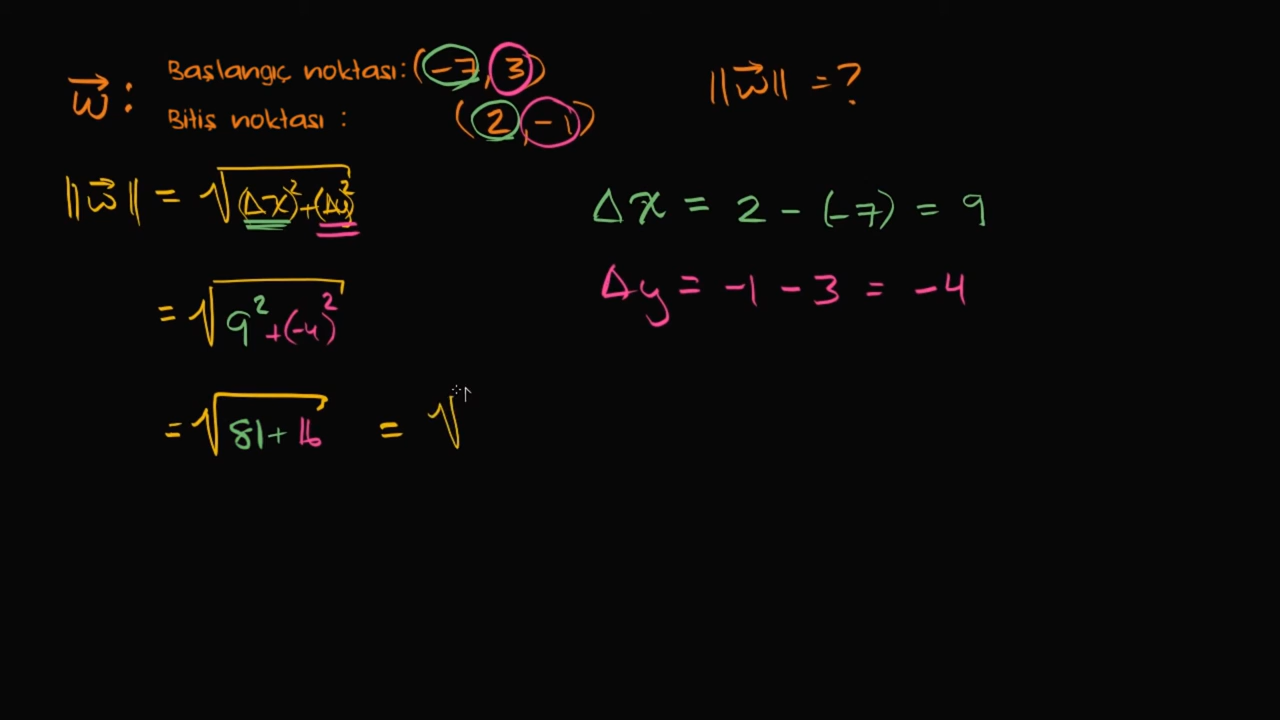 w⃗ : Başlangıç noktası: (-7, 3)
Bitiş noktası : (2, -1)
||w⃗|| = ?
||w⃗|| = √((Δx)² + (Δy)²)
Δx = 2 - (-7) = 9
Δy = -1 - 3 = -4
= √(9² + (-4)²)
= √(81 + 16) = √